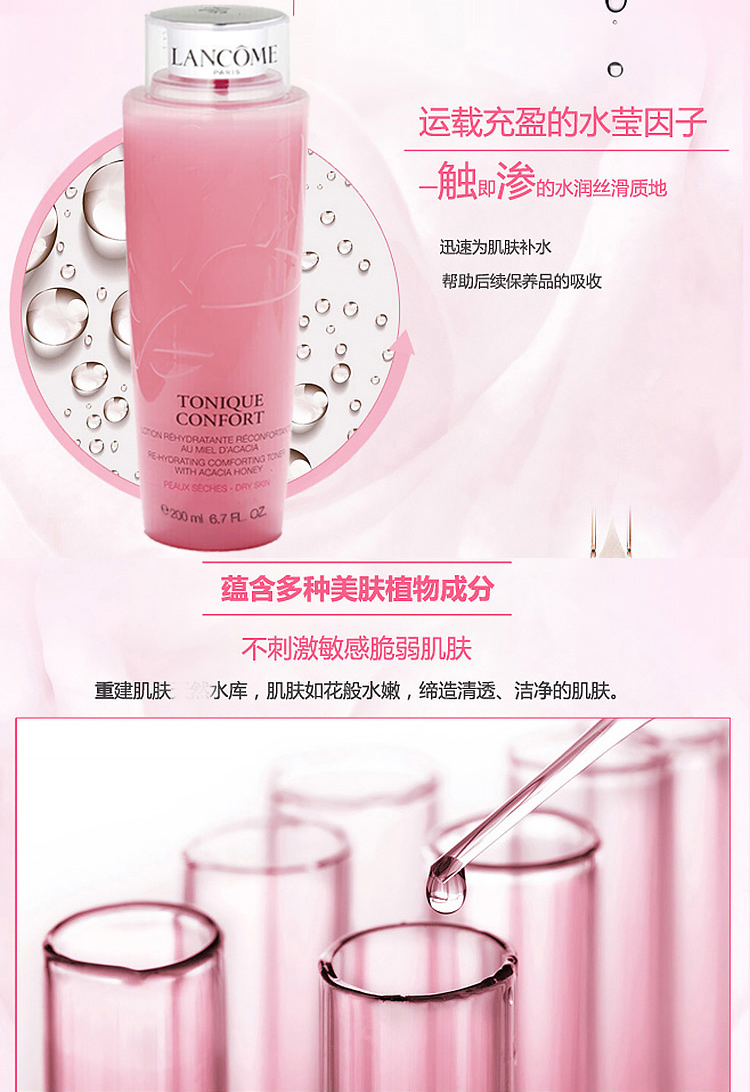 LANCÔME
PARIS
运载充盈的水莹因子
一触即渗的水润丝滑质地
迅速为肌肤补水
帮助后续保养品的吸收
TONIQUE
CONFORT
LOTION RÉHYDRATANTE RÉCONFORTANTE
AU MIEL D'ACACIA
RE-HYDRATING COMFORTING TONER
WITH ACACIA HONEY
PEAUX SÈCHES - DRY SKIN
e 200 ml 6.7 FL. OZ.
蕴含多种美肤植物成分
不刺激敏感脆弱肌肤
重建肌肤天然水库，肌肤如花般水嫩，缔造清透、洁净的肌肤。